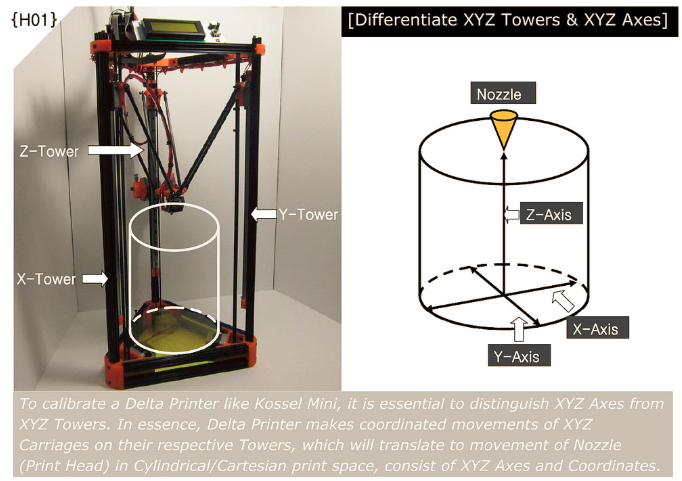 {H01}
[Differentiate XYZ Towers & XYZ Axes]
Z-Tower
Y-Tower
X-Tower
Nozzle
Z-Axis
X-Axis
Y-Axis
To calibrate a Delta Printer like Kossel Mini, it is essential to distinguish XYZ Axes from
XYZ Towers. In essence, Delta Printer makes coordinated movements of XYZ
Carriages on their respective Towers, which will translate to movement of Nozzle
(Print Head) in Cylindrical/Cartesian print space, consist of XYZ Axes and Coordinates.